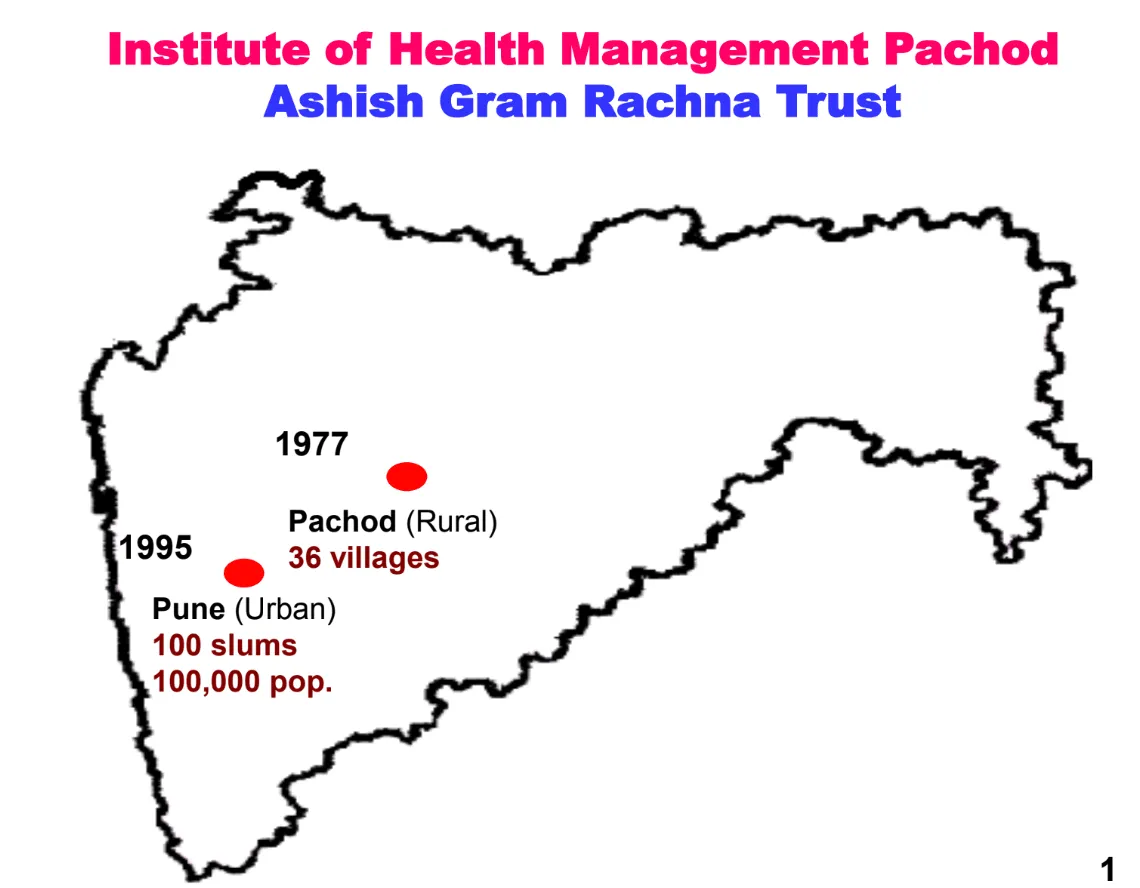 Institute of Health Management Pachod
Ashish Gram Rachna Trust
1977
Pachod (Rural)
36 villages
1995
Pune (Urban)
100 slums
100,000 pop.
1